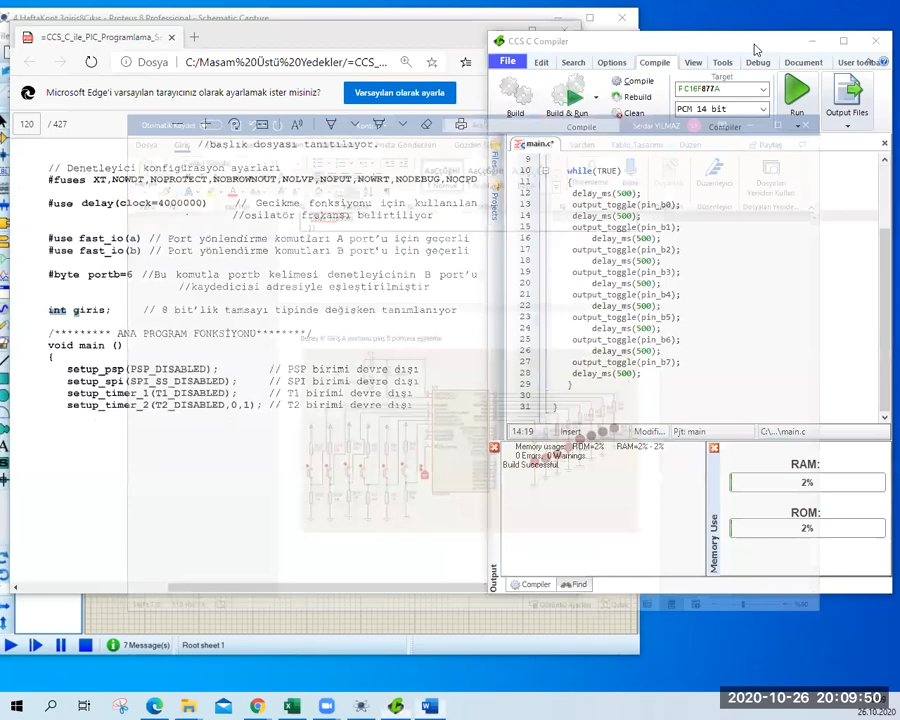 4.HaftaKont 3giris8Cikus - Proteus 8 Professional - Schematic Capture
=CCS_C_ile_PIC_Programlama_S
Dosya
C:/Masam%20Üstü%20Yedekler/=CCS_...
Microsoft Edge'i varsayılan tarayıcınız olarak ayarlamak ister misiniz?
Varsayılan olarak ayarla
120 / 427
//başlık dosyası tanıtılıyor.
// Denetleyici konfigürasyon ayarları
#fuses XT,NOWDT,NOPROTECT,NOBROWNOUT,NOLVP,NOPUT,NOWRT,NODEBUG,NOCPD
#use delay(clock=4000000) // Gecikme fonksiyonu için kullanılan
//osilatör frekansı belirtiliyor
#use fast_io(a) // Port yönlendirme komutları A port'u için geçerli
#use fast_io(b) // Port yönlendirme komutları B port'u için geçerli
#byte portb=6 //Bu komutla portb kelimesi denetleyicinin B port'u
//kaydedicisi adresiyle eşleştirilmiştir
int giris; // 8 bit'lik tamsayı tipinde değişken tanımlanıyor
/********* ANA PROGRAM FONKSİYONU********/
void main ()
{
setup_psp(PSP_DISABLED); // PSP birimi devre dışı
setup_spi(SPI_SS_DISABLED); // SPI birimi devre dışı
setup_timer_1(T1_DISABLED); // T1 birimi devre dışı
setup_timer_2(T2_DISABLED,0,1); // T2 birimi devre dışı
7 Message(s)
Root sheet 1
CCS C Compiler
File Edit Search Options Compile View Tools Debug Document
Build
Build & Run
Compile
Rebuild
Clean
Compile
Target
PCM 14 bit
Compiler
Run
Output Files
main.c*
9
10 while(TRUE)
11 {
12 delay_ms(500);
13 output_toggle(pin_b0);
14 delay_ms(500);
15 output_toggle(pin_b1);
16 delay_ms(500);
17 output_toggle(pin_b2);
18 delay_ms(500);
19 output_toggle(pin_b3);
20 delay_ms(500);
21 output_toggle(pin_b4);
22 delay_ms(500);
23 output_toggle(pin_b5);
24 delay_ms(500);
25 output_toggle(pin_b6);
26 delay_ms(500);
27 output_toggle(pin_b7);
28 delay_ms(500);
29 }
30
31 }
14:19 Insert Modifi... Pjt: main C:\...\main.c
Memory usage: ROM=2% RAM=2% - 2%
0 Errors, 0 Warnings.
Build Successful.
Output
Compiler
Find
Memory Use
RAM:
2%
ROM:
2%
2020-10-26 20:09:50
26.10.2020